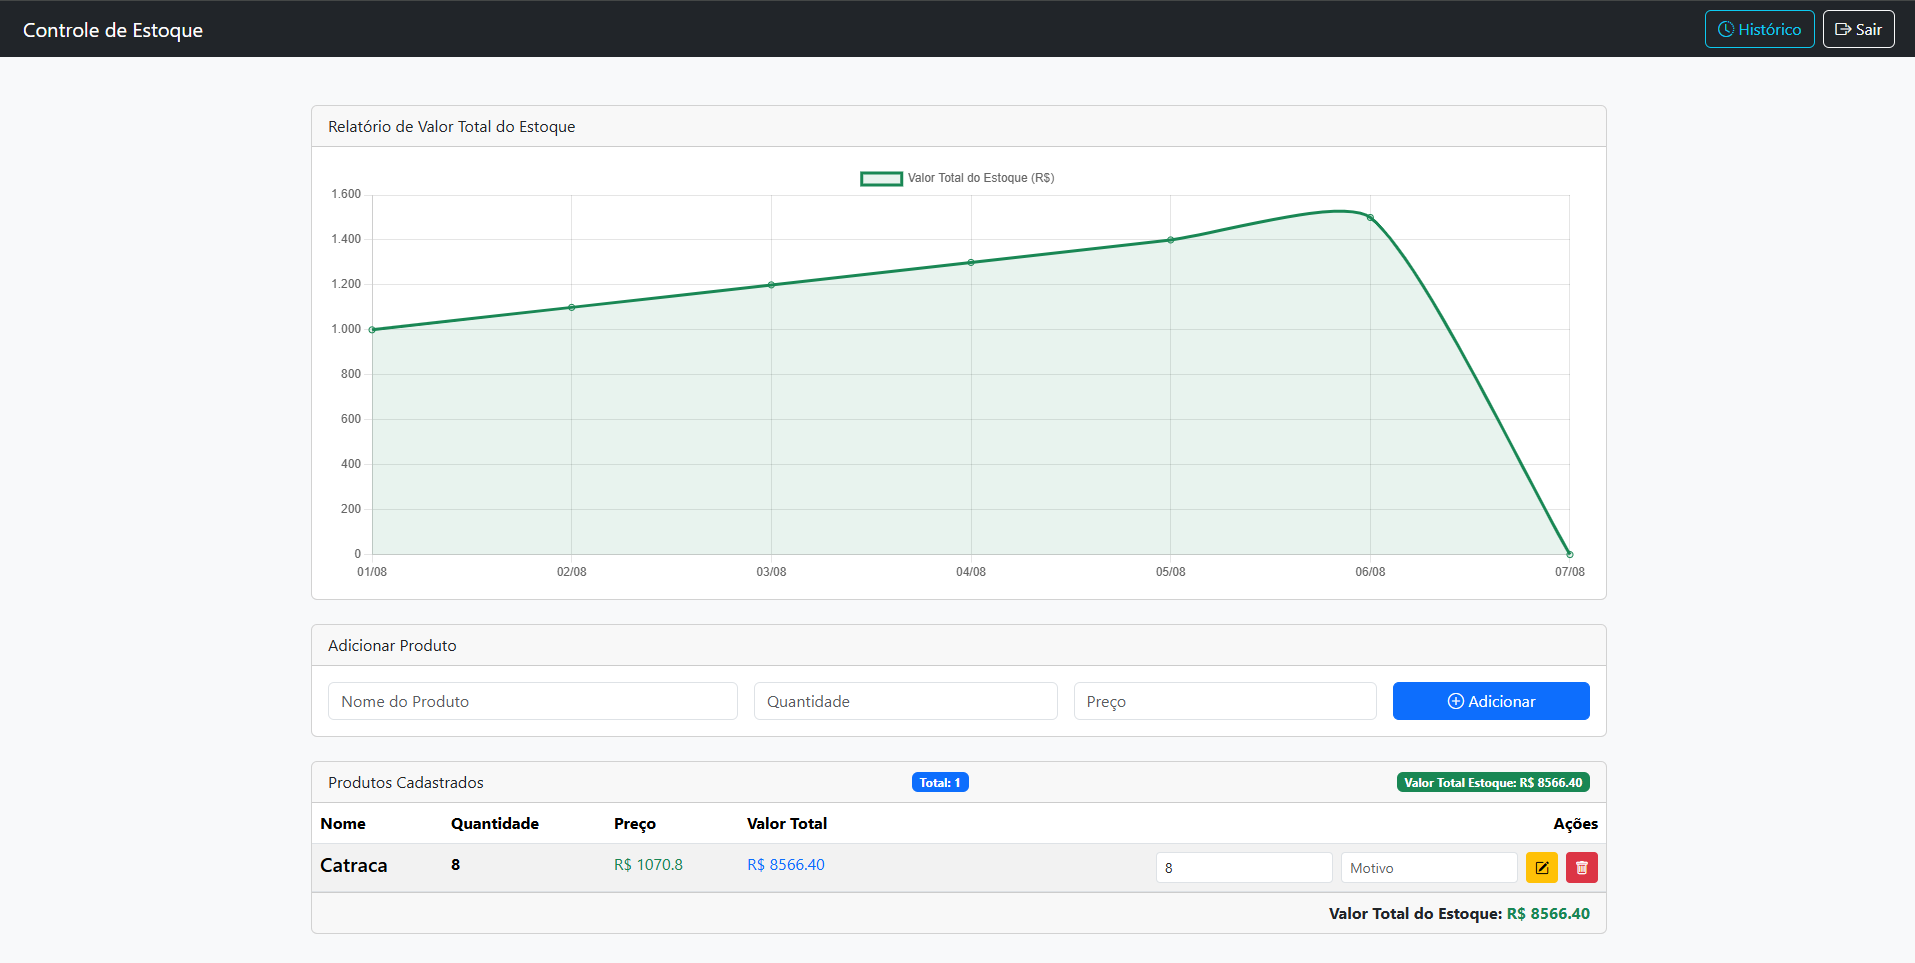 Controle de Estoque
Histórico
Sair
Relatório de Valor Total do Estoque
Valor Total do Estoque (R$)
1.600
1.400
1.200
1.000
800
600
400
200
0
01/08 02/08 03/08 04/08 05/08 06/08 07/08
Adicionar Produto
Nome do Produto Quantidade Preço Adicionar
Produtos Cadastrados Total: 1 Valor Total Estoque: R$ 8566.40
Nome Quantidade Preço Valor Total Ações
Catraca 8 R$ 1070.8 R$ 8566.40 8 Motivo
Valor Total do Estoque: R$ 8566.40